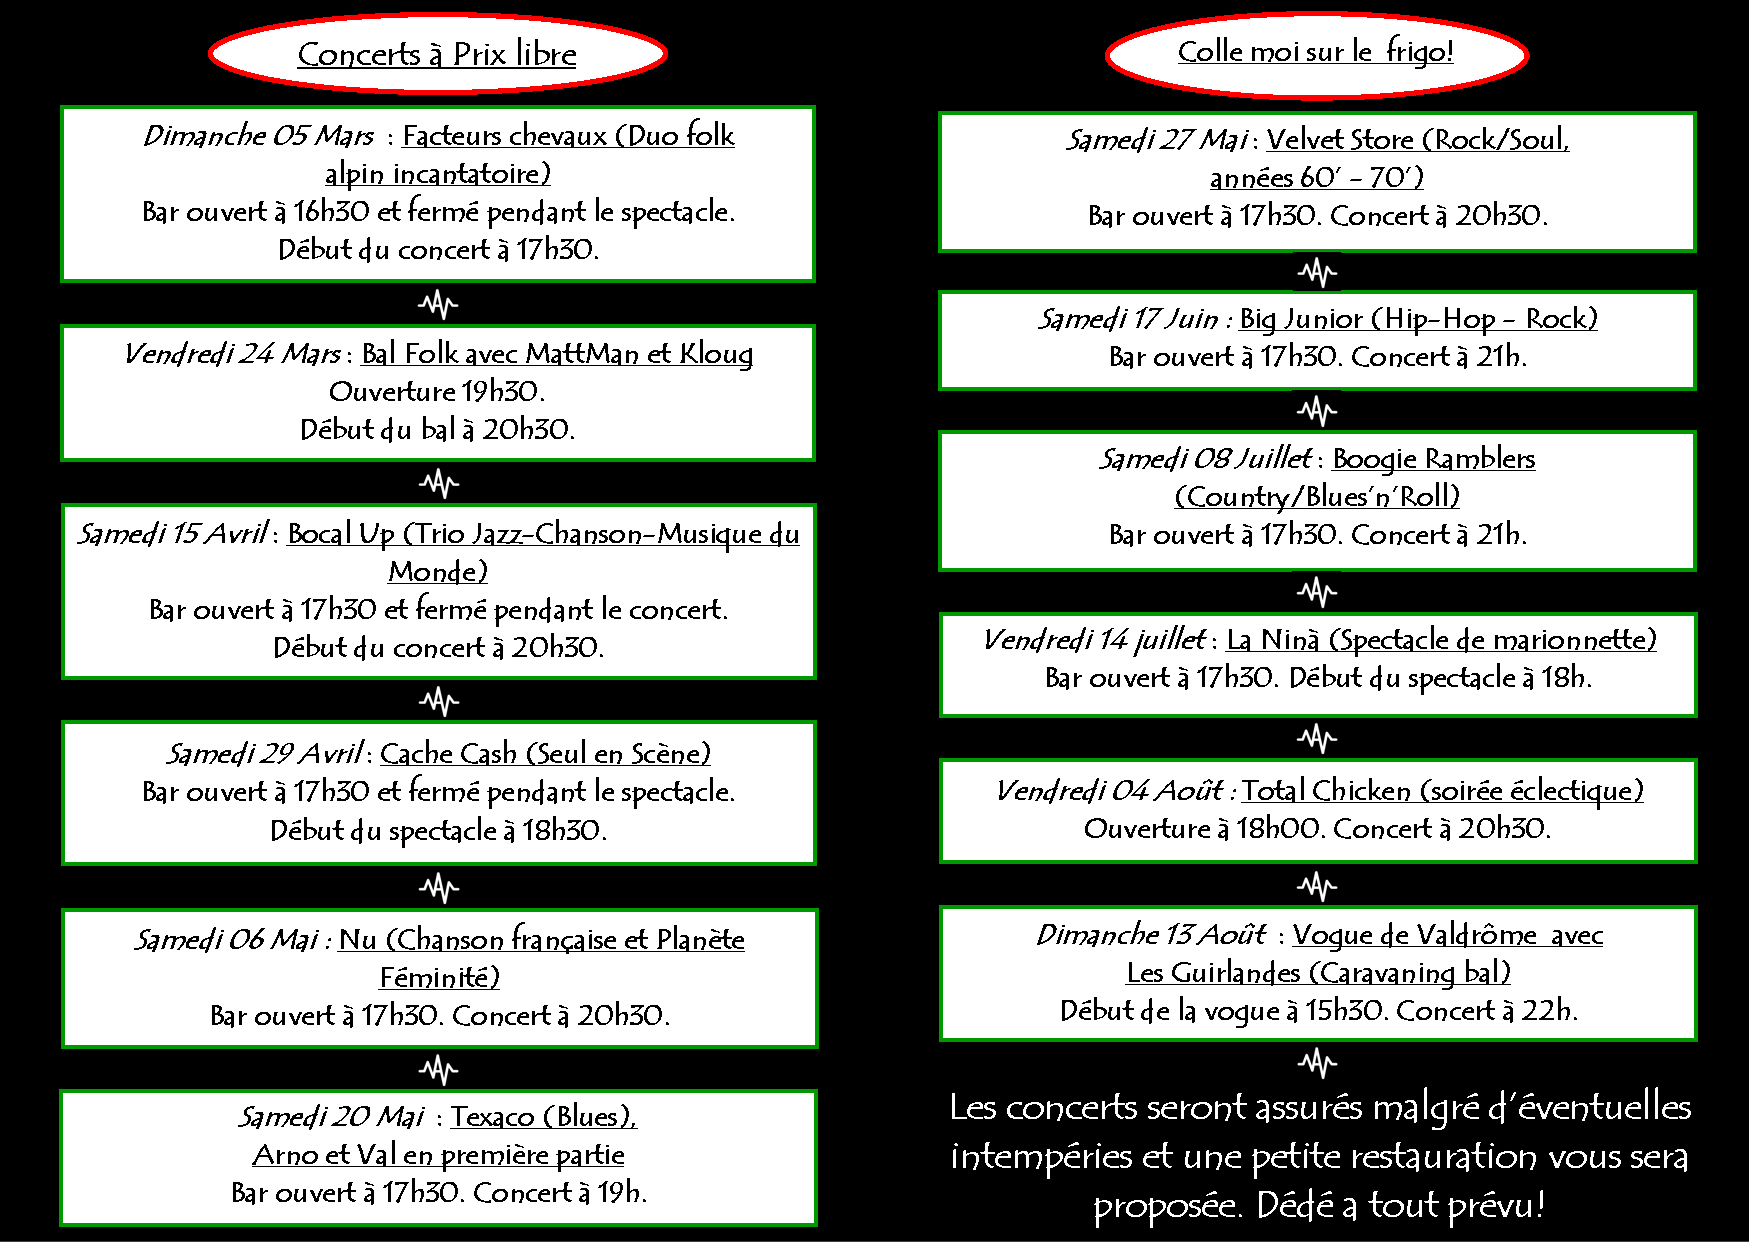 Concerts à Prix libre
Dimanche 05 Mars : Facteurs chevaux (Duo folk
alpin incantatoire)
Bar ouvert à 16h30 et fermé pendant le spectacle.
Début du concert à 17h30.
Vendredi 24 Mars : Bal Folk avec MattMan et Kloug
Ouverture 19h30.
Début du bal à 20h30.
Samedi 15 Avril : Bocal Up (Trio Jazz-Chanson-Musique du
Monde)
Bar ouvert à 17h30 et fermé pendant le concert.
Début du concert à 20h30.
Samedi 29 Avril : Cache Cash (Seul en Scène)
Bar ouvert à 17h30 et fermé pendant le spectacle.
Début du spectacle à 18h30.
Samedi 06 Mai : Nu (Chanson française et Planète
Féminité)
Bar ouvert à 17h30. Concert à 20h30.
Samedi 20 Mai : Texaco (Blues),
Arno et Val en première partie
Bar ouvert à 17h30. Concert à 19h.
Colle moi sur le frigo!
Samedi 27 Mai : Velvet Store (Rock/Soul,
années 60' - 70')
Bar ouvert à 17h30. Concert à 20h30.
Samedi 17 Juin : Big Junior (Hip-Hop - Rock)
Bar ouvert à 17h30. Concert à 21h.
Samedi 08 Juillet : Boogie Ramblers
(Country/Blues'n'Roll)
Bar ouvert à 17h30. Concert à 21h.
Vendredi 14 juillet : La Ninà (Spectacle de marionnette)
Bar ouvert à 17h30. Début du spectacle à 18h.
Vendredi 04 Août : Total Chicken (soirée éclectique)
Ouverture à 18h00. Concert à 20h30.
Dimanche 13 Août : Vogue de Valdrôme avec
Les Guirlandes (Caravaning bal)
Début de la vogue à 15h30. Concert à 22h.
Les concerts seront assurés malgré d'éventuelles
intempéries et une petite restauration vous sera
proposée. Dédé a tout prévu!